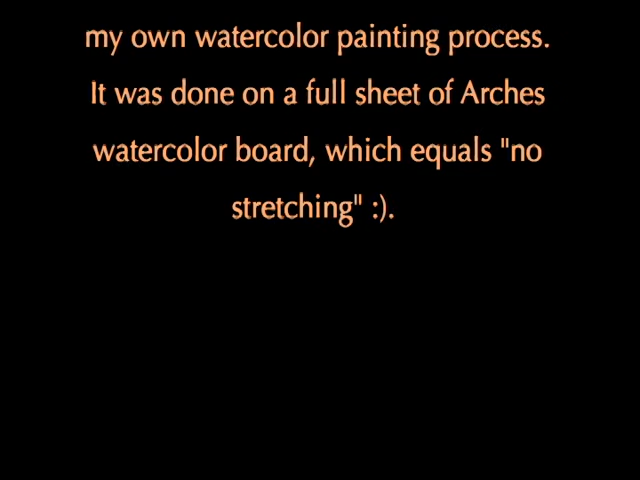 my own watercolor painting process.
It was done on a full sheet of Arches
watercolor board, which equals "no
stretching" :).